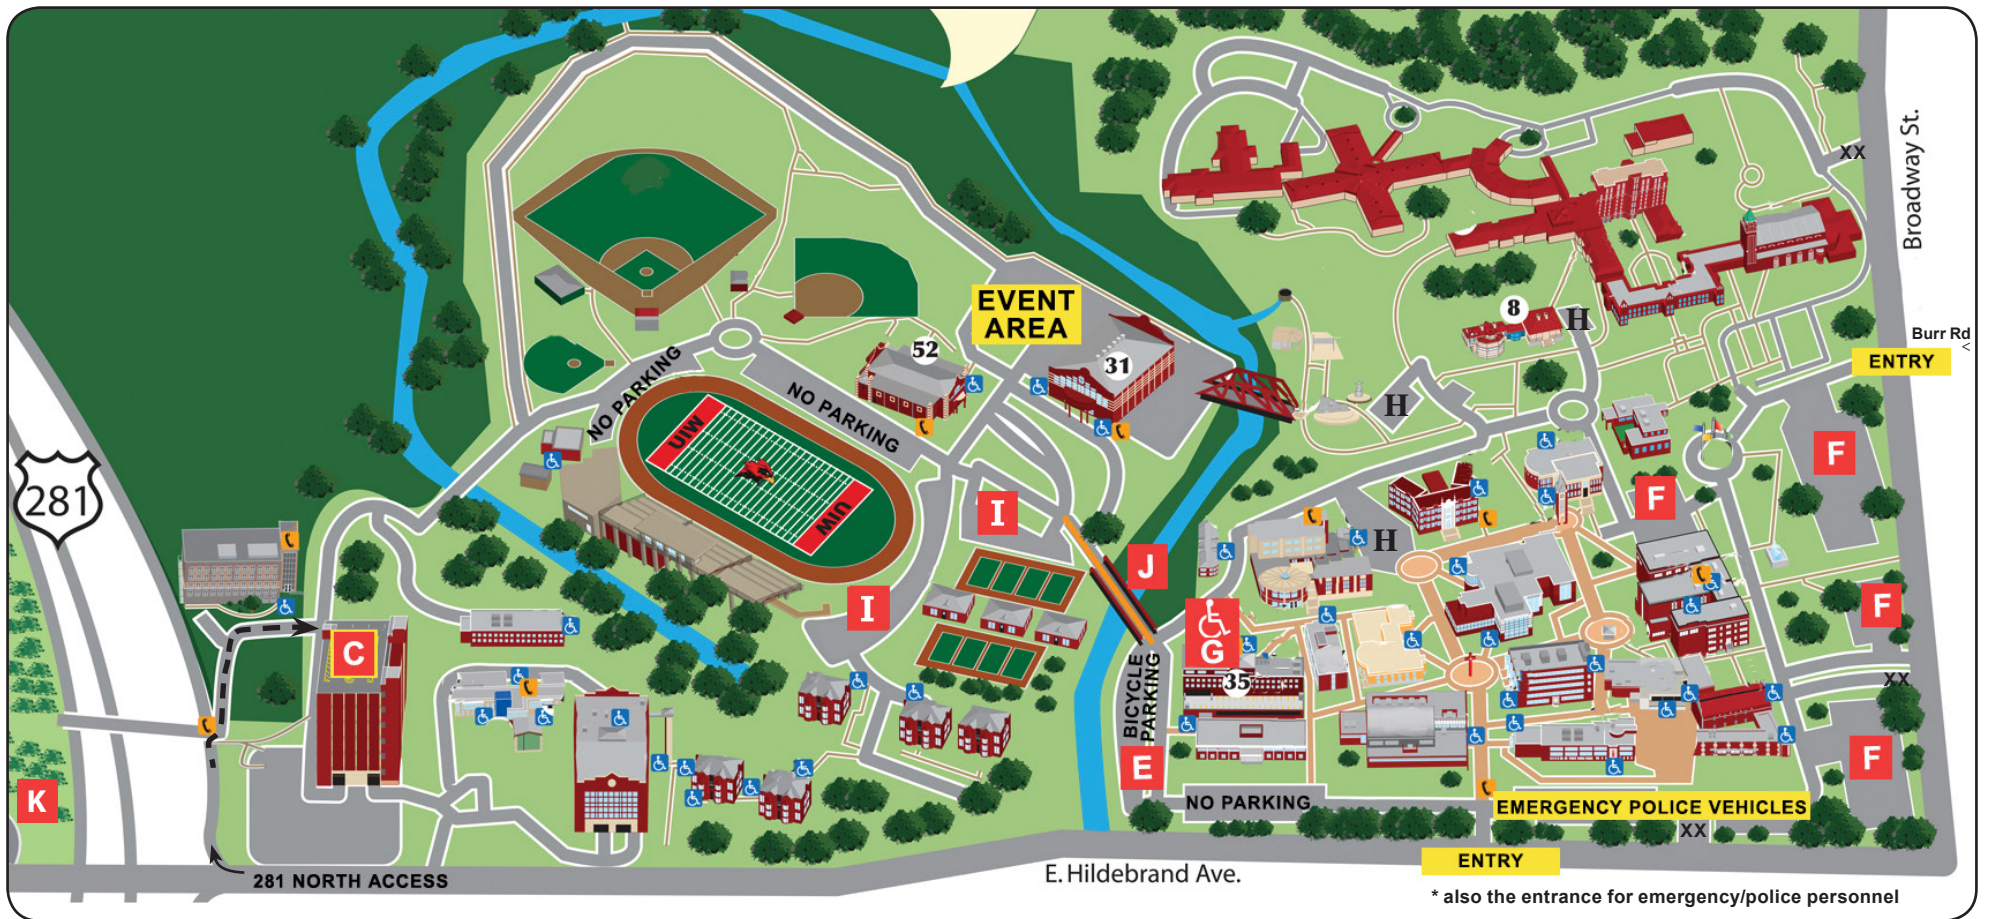 XX
Broadway St.
EVENT
AREA
8
H
Burr Rd
<
ENTRY
52
31
NO PARKING
NO PARKING
H
UIW
UIW
281
F
F
I
H
J
I
F
G
C
35
BICYCLE
PARKING
XX
E
F
K
NO PARKING
EMERGENCY POLICE VEHICLES
XX
ENTRY
281 NORTH ACCESS
E. Hildebrand Ave.
* also the entrance for emergency/police personnel